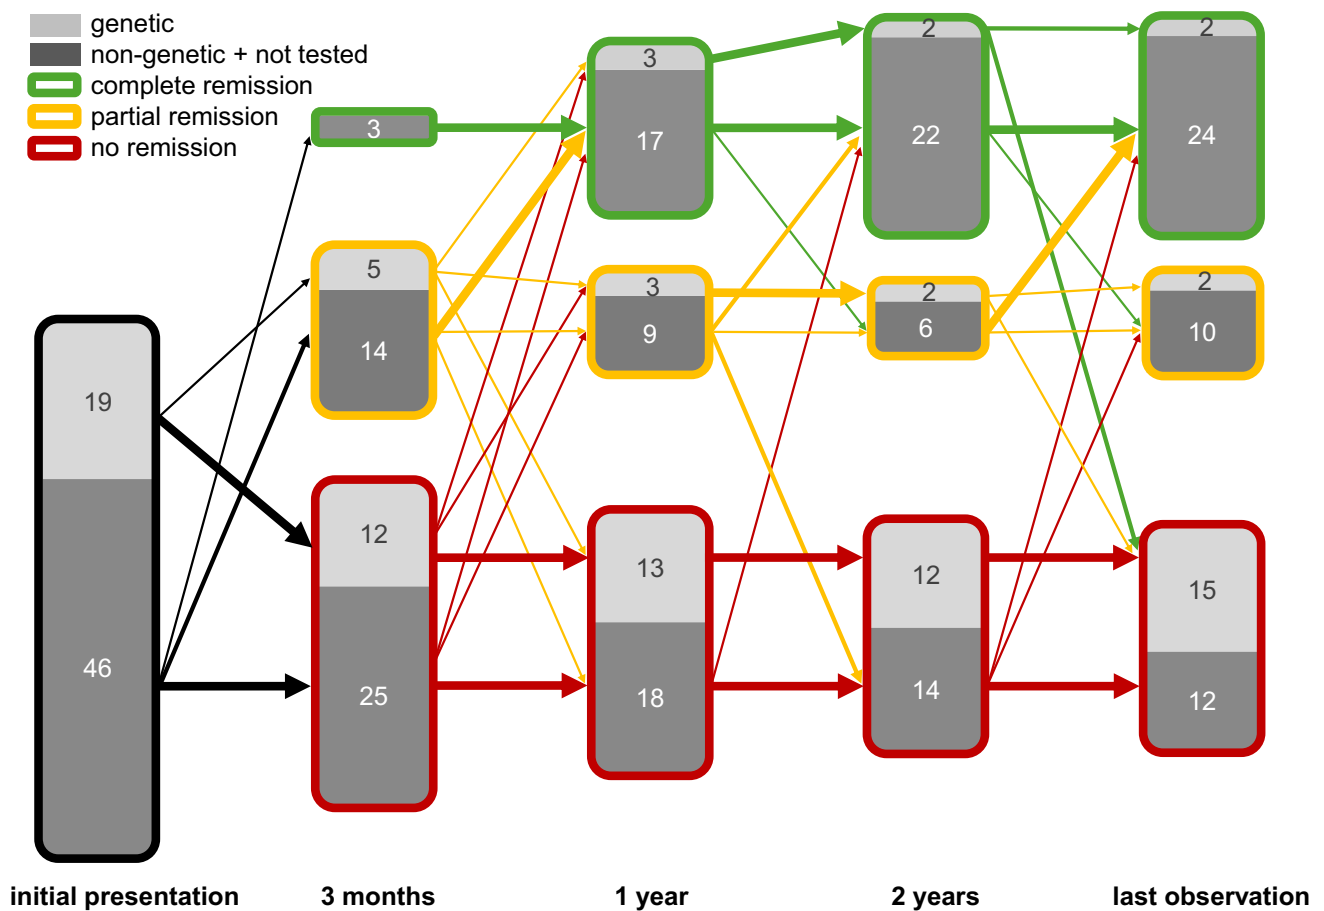 genetic
non-genetic + not tested
complete remission
partial remission
no remission
19
46
3
5
14
12
25
3
17
3
9
13
18
2
22
2
6
12
14
2
24
2
10
15
12
initial presentation
3 months
1 year
2 years
last observation